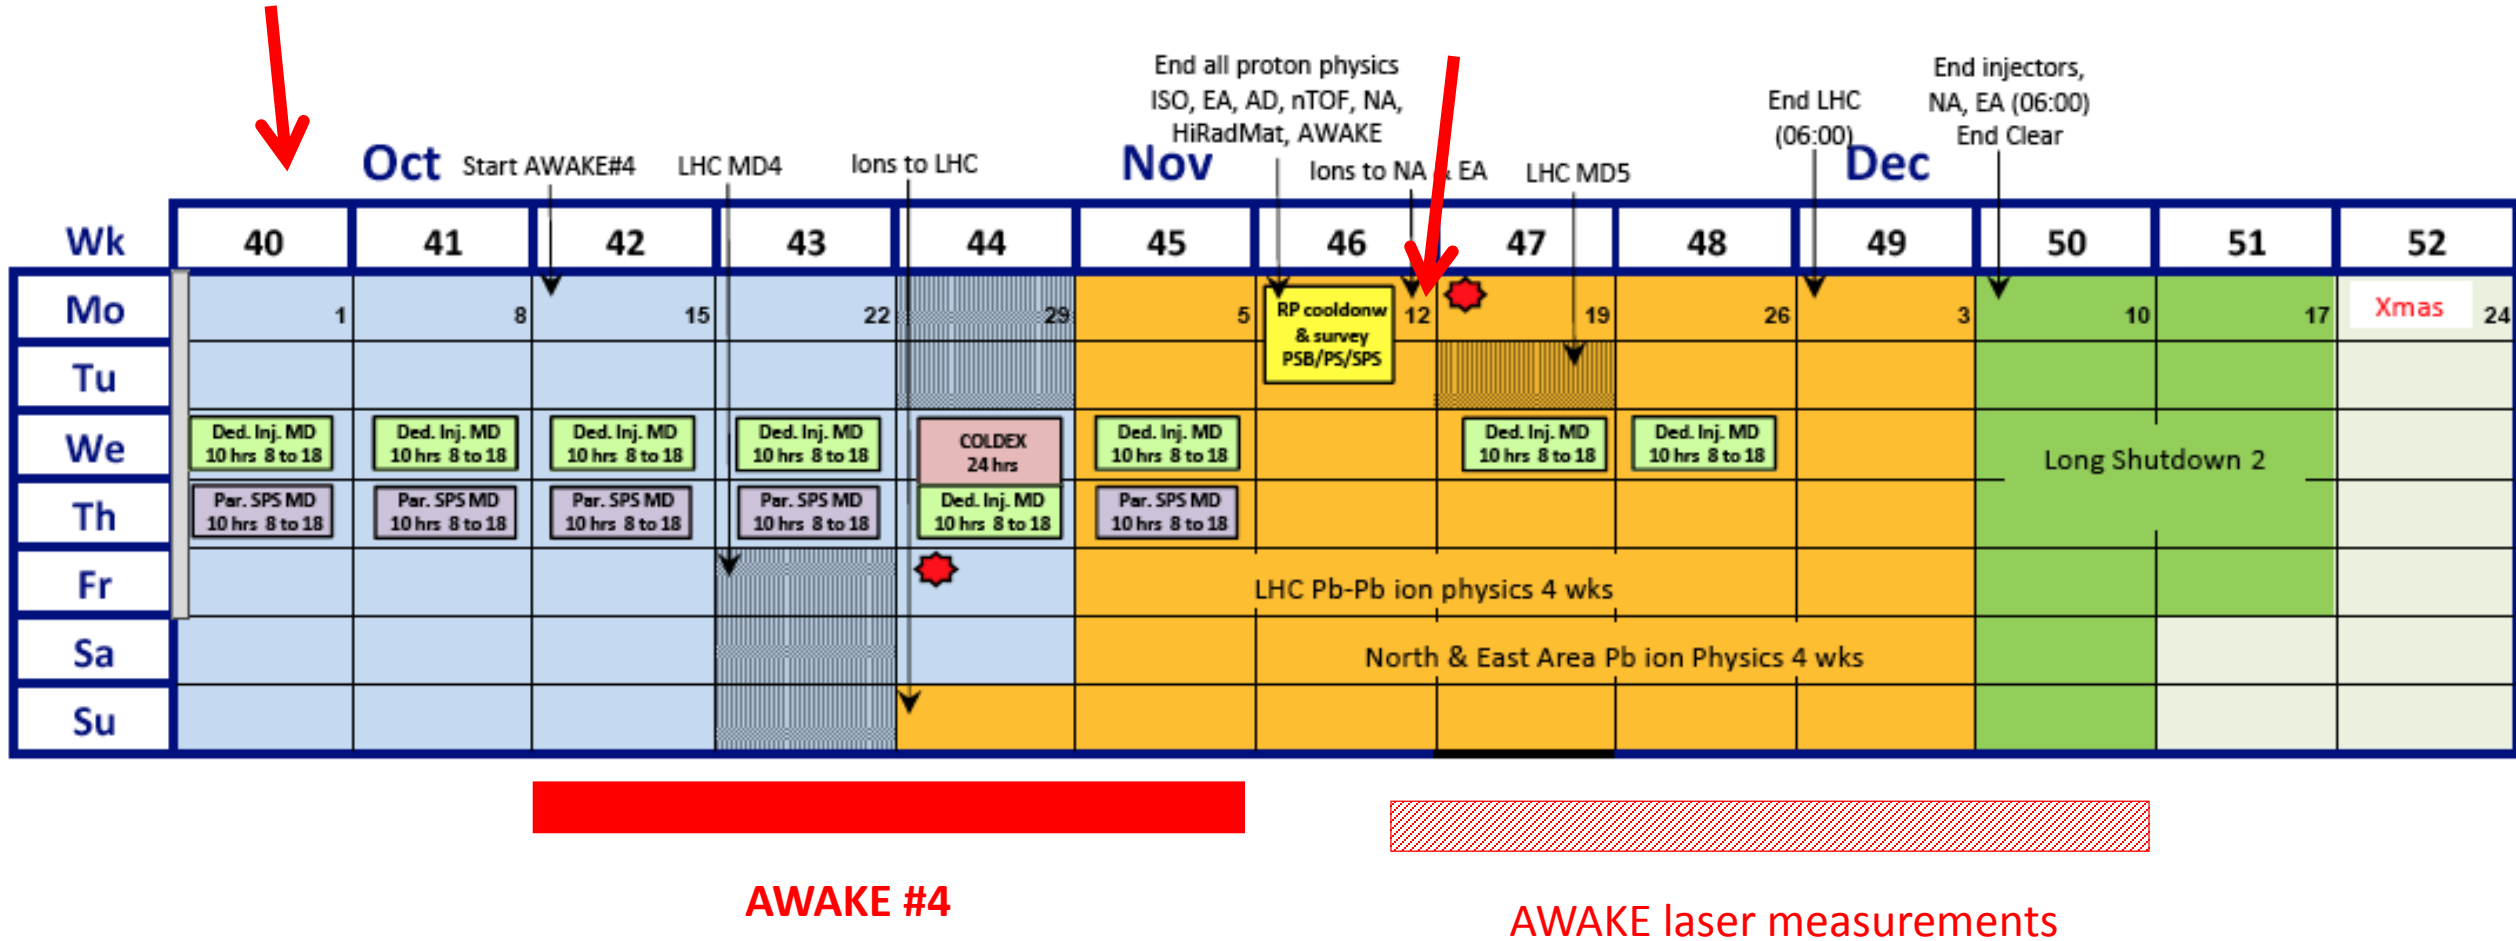 End all proton physics
ISO, EA, AD, nTOF, NA,
HiRadMat, AWAKE
End LHC
(06:00)
End injectors,
NA, EA (06:00)
End Clear
Oct
Start AWAKE#4
LHC MD4
Ions to LHC
Nov
Ions to NA & EA
LHC MD5
Dec
Wk 40 41 42 43 44 45 46 47 48 49 50 51 52
Mo 1 8 15 22 29 5 12 19 26 3 10 17 24
RP cooldonw
& survey
PSB/PS/SPS
Xmas
Tu
We
Ded. Inj. MD
10 hrs 8 to 18
Ded. Inj. MD
10 hrs 8 to 18
Ded. Inj. MD
10 hrs 8 to 18
Ded. Inj. MD
10 hrs 8 to 18
COLDEX
24 hrs
Ded. Inj. MD
10 hrs 8 to 18
Ded. Inj. MD
10 hrs 8 to 18
Ded. Inj. MD
10 hrs 8 to 18
Long Shutdown 2
Th
Par. SPS MD
10 hrs 8 to 18
Par. SPS MD
10 hrs 8 to 18
Par. SPS MD
10 hrs 8 to 18
Par. SPS MD
10 hrs 8 to 18
Ded. Inj. MD
10 hrs 8 to 18
Par. SPS MD
10 hrs 8 to 18
Fr
LHC Pb-Pb ion physics 4 wks
Sa
North & East Area Pb ion Physics 4 wks
Su
AWAKE #4
AWAKE laser measurements